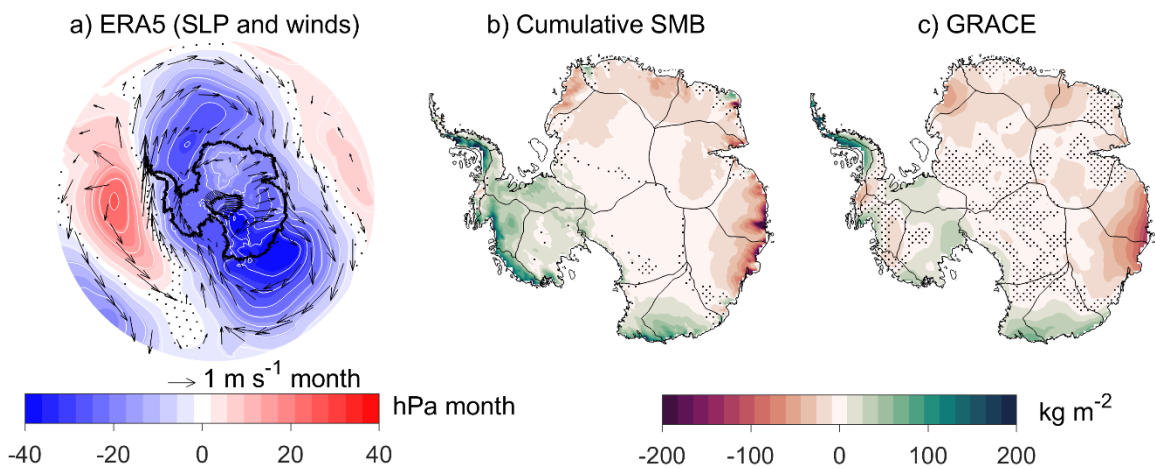 a) ERA5 (SLP and winds)
b) Cumulative SMB
c) GRACE
1 m s⁻¹ month
hPa month
-40 -20 0 20 40
kg m⁻²
-200 -100 0 100 200